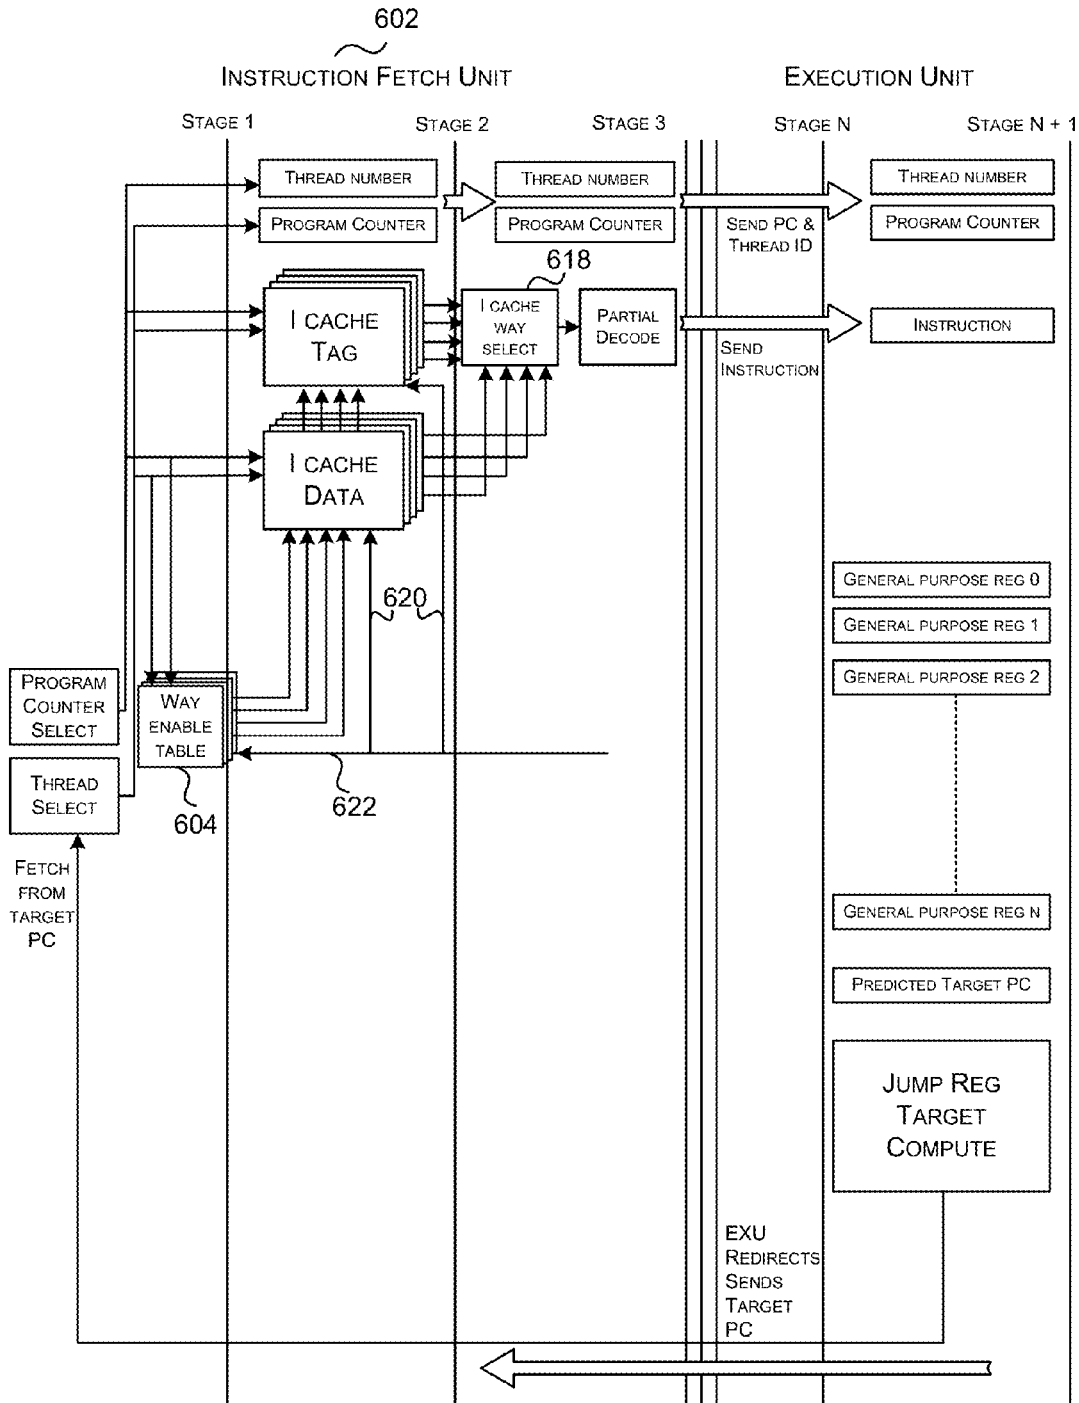 602
INSTRUCTION FETCH UNIT
EXECUTION UNIT
STAGE 1
STAGE 2
STAGE 3
STAGE N
STAGE N + 1
THREAD NUMBER
THREAD NUMBER
THREAD NUMBER
PROGRAM COUNTER
PROGRAM COUNTER
SEND PC &
THREAD ID
PROGRAM COUNTER
618
I CACHE
TAG
I CACHE
WAY
SELECT
PARTIAL
DECODE
SEND
INSTRUCTION
INSTRUCTION
I CACHE
DATA
620
GENERAL PURPOSE REG 0
GENERAL PURPOSE REG 1
GENERAL PURPOSE REG 2
PROGRAM
COUNTER
SELECT
WAY
ENABLE
TABLE
THREAD
SELECT
604
622
FETCH
FROM
TARGET
PC
GENERAL PURPOSE REG N
PREDICTED TARGET PC
JUMP REG
TARGET
COMPUTE
EXU
REDIRECTS
SENDS
TARGET
PC